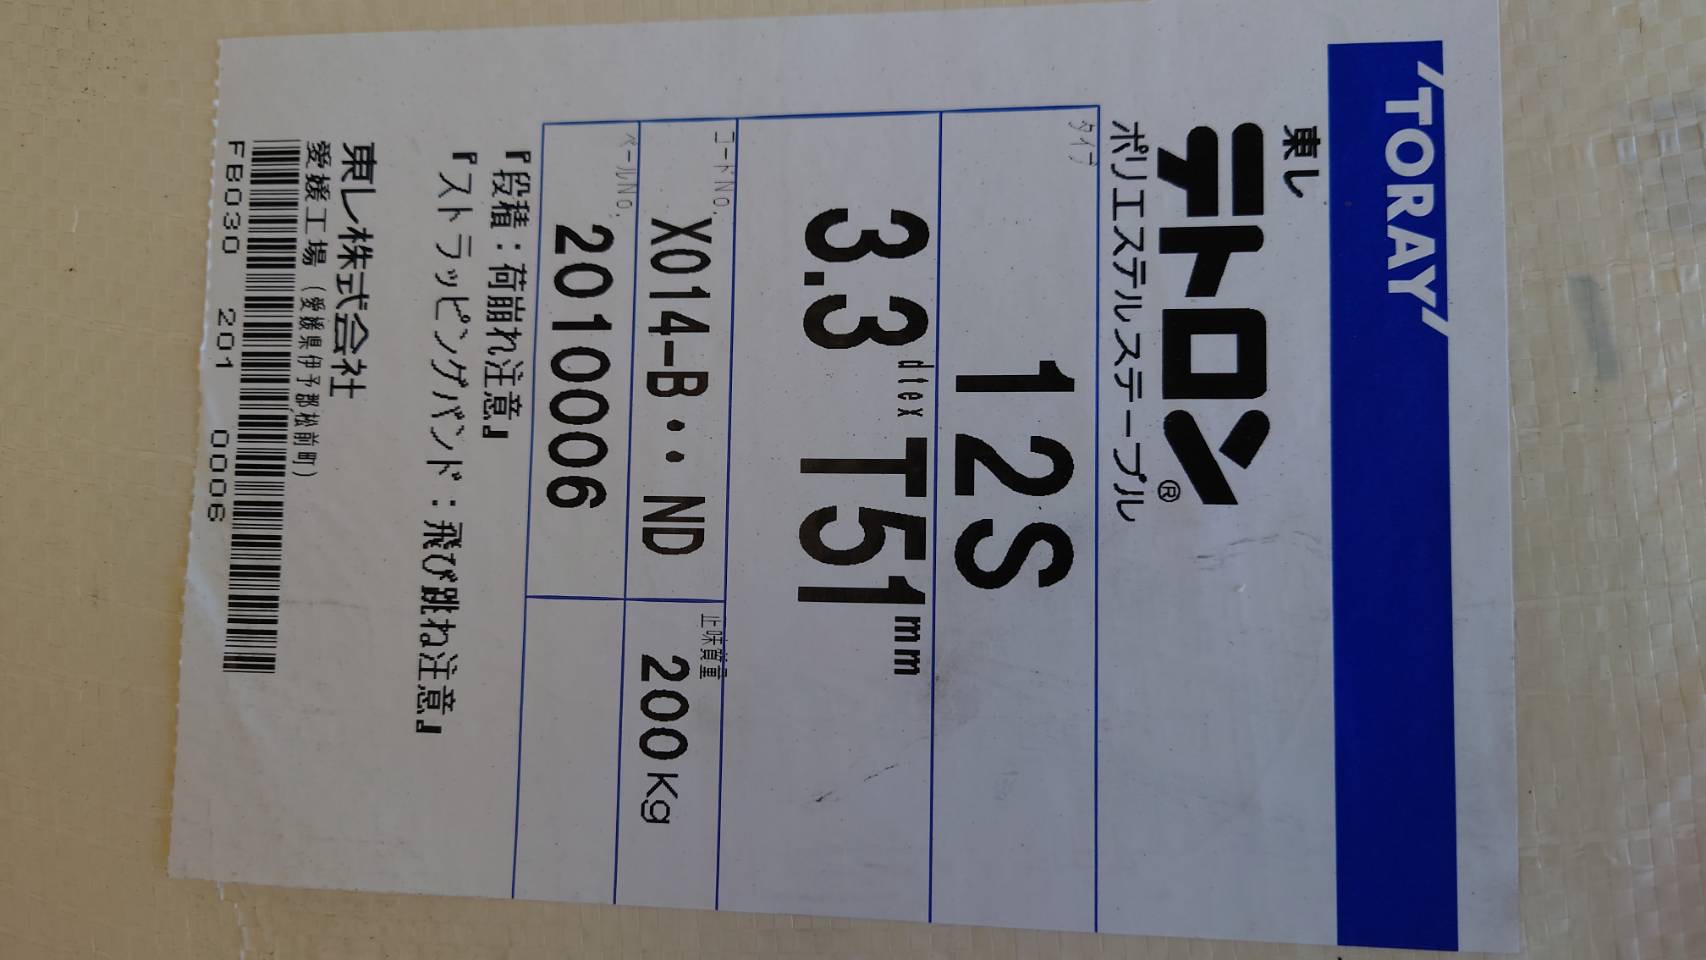 TORAY
東レ
テトロン®
ポリエステルステープル
タイプ
12S
3.3 dtex T51mm
コードNo.
X014-B・・ND
正味質量
200Kg
ベールNo.
2010006
『段積：荷崩れ注意』
『ストラッピングバンド：飛び跳ね注意』
東レ株式会社
愛媛工場（愛媛県伊予郡松前町）
FB030 201 0006